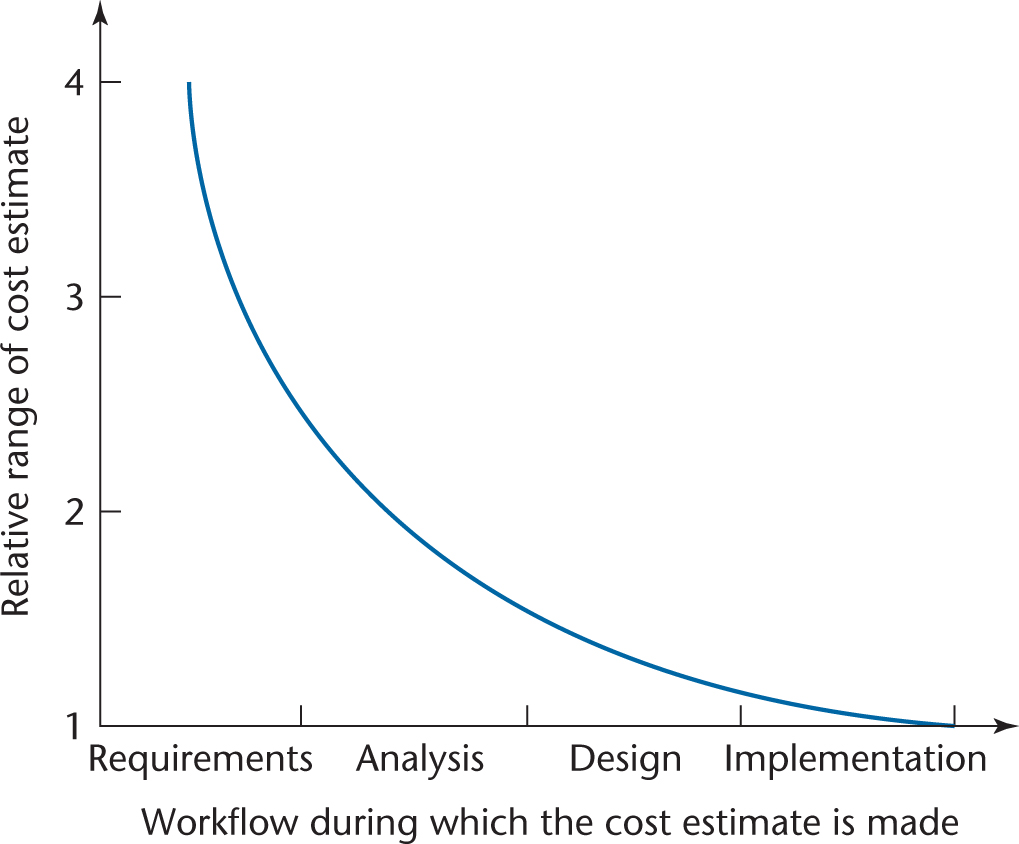 Relative range of cost estimate
4
3
2
1
Requirements Analysis Design Implementation
Workflow during which the cost estimate is made